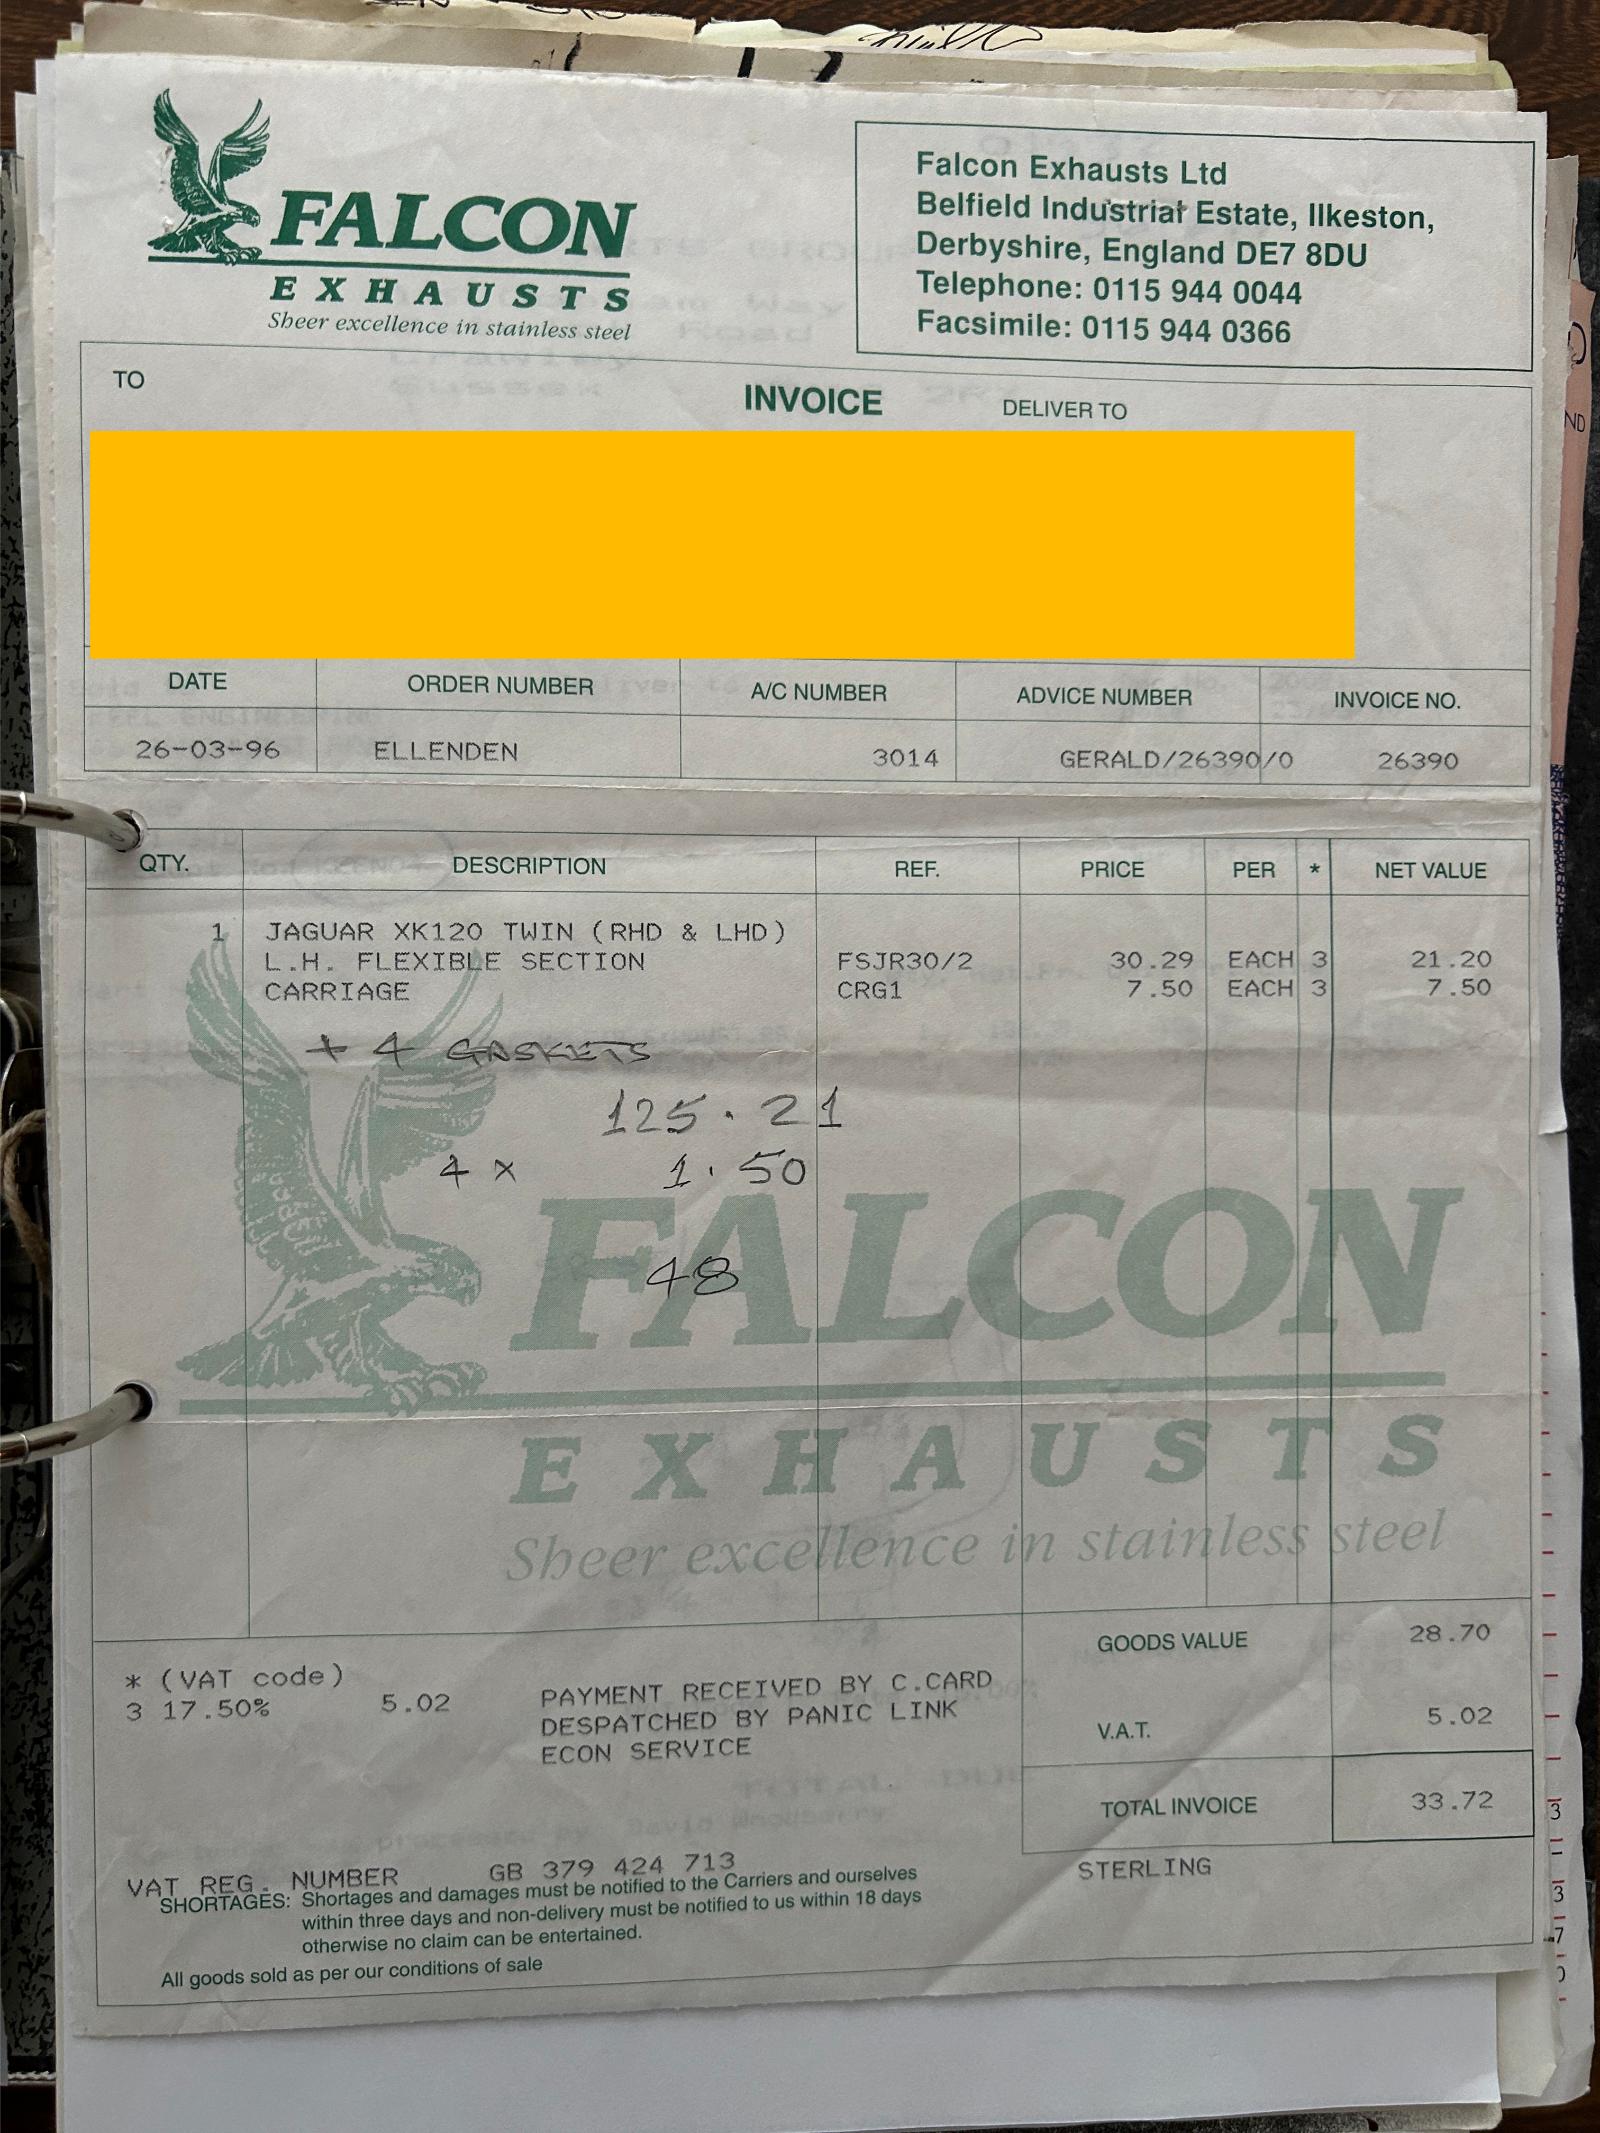 FALCON
EXHAUSTS
Sheer excellence in stainless steel
Falcon Exhausts Ltd
Belfield Industrial Estate, Ilkeston,
Derbyshire, England DE7 8DU
Telephone: 0115 944 0044
Facsimile: 0115 944 0366
TO
INVOICE
DELIVER TO
DATE ORDER NUMBER A/C NUMBER ADVICE NUMBER INVOICE NO.
26-03-96 ELLENDEN 3014 GERALD/26390/0 26390
QTY. DESCRIPTION REF. PRICE PER * NET VALUE
1 JAGUAR XK120 TWIN (RHD & LHD)
L.H. FLEXIBLE SECTION FSJR30/2 30.29 EACH 3 21.20
CARRIAGE CRG1 7.50 EACH 3 7.50
+ 4 GASKETS
125.21
4 x 1.50
48
FALCON
EXHAUSTS
Sheer excellence in stainless steel
GOODS VALUE 28.70
* (VAT code)
3 17.50% 5.02
PAYMENT RECEIVED BY C.CARD
DESPATCHED BY PANIC LINK
ECON SERVICE
V.A.T. 5.02
TOTAL INVOICE 33.72
STERLING
VAT REG. NUMBER GB 379 424 713
SHORTAGES: Shortages and damages must be notified to the Carriers and ourselves
within three days and non-delivery must be notified to us within 18 days
otherwise no claim can be entertained.
All goods sold as per our conditions of sale